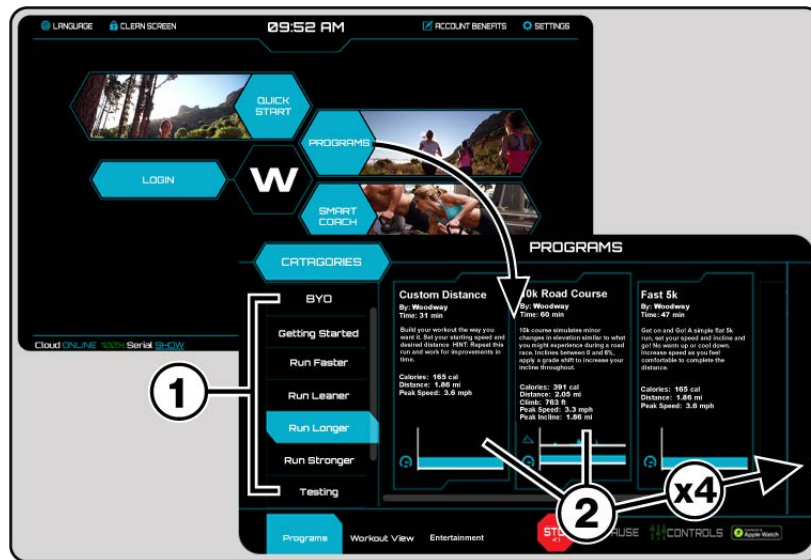 LANGUAGE
CLEAN SCREEN
09:52 AM
ACCOUNT BENEFITS
SETTINGS
QUICK
START
PROGRAMS
LOGIN
W
SMART
COACH
Cloud ONLINE 100% Serial SHOW
PROGRAMS
CATAGORIES
BYO
Getting Started
Run Faster
Run Leaner
Run Longer
Run Stronger
Testing
1
Custom Distance
By: Woodway
Time: 31 min
Build your workout the way you
want it. Set your starting speed and
desired distance HINT: Repeat this
run and work for improvements in
time.
Calories: 165 cal
Distance: 1.86 mi
Peak Speed: 3.6 mph
0k Road Course
By: Woodway
Time: 60 min
10k course simulates minor
changes in elevation similar to what
you might experience during a road
race. Inclines between 0 and 6%,
apply a grade shift to increase your
incline throughout.
Calories: 391 cal
Distance: 2.05 mi
Climb: 763 ft
Peak Speed: 3.3 mph
Peak Incline: 1.86 mi
Fast 5k
By: Woodway
Time: 47 min
Get on and Go! A simple flat 5k
run, set your speed and incline and
go! No warm up or cool down.
Increase speed as you feel
comfortable to complete the
distance.
Calories: 165 cal
Distance: 1.86 mi
Peak Speed: 3.6 mph
2
x4
Programs
Workout View
Entertainment
STO
AUSE
CONTROLS
Apple Watch